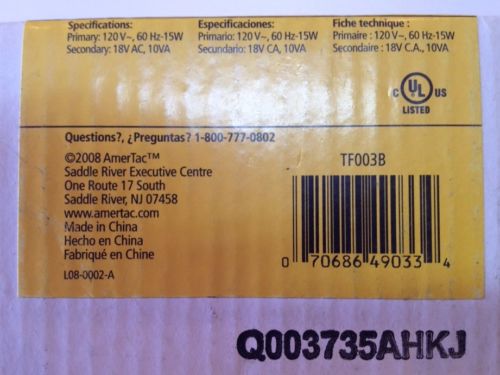 Specifications:
Primary: 120 V~, 60 Hz-15W
Secondary: 18V AC, 10VA
Especificaciones:
Primario: 120 V~, 60 Hz-15W
Secundario: 18V CA, 10VA
Fiche technique :
Primaire : 120 V~, 60 Hz-15W
Secondaire : 18V C.A., 10VA
C UL US
LISTED
Questions?, ¿Preguntas? 1-800-777-0802
©2008 AmerTac™
Saddle River Executive Centre
One Route 17 South
Saddle River, NJ 07458
www.amertac.com
Made in China
Hecho en China
Fabriqué en Chine
L08-0002-A
TF003B
0 70686 49033 4
Q003735AHKJ